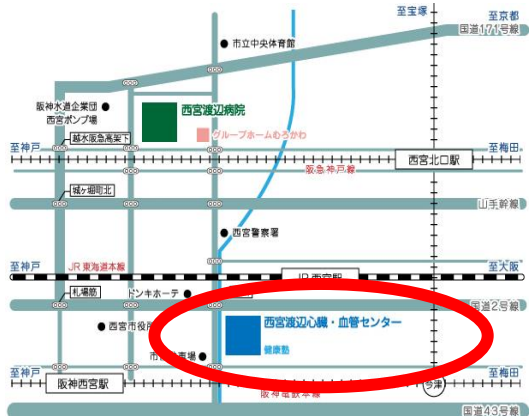 至宝塚
至京都
国道171号線
市立中央体育館
阪神水道企業団
西宮ポンプ場
西宮渡辺病院
グループホームむろかわ
越水阪急高架下
至神戸
西宮北口駅
至梅田
阪急神戸線
城ヶ堀町北
山手幹線
西宮警察署
至神戸
JR東海道本線
JR西宮駅
至大阪
札場筋
ドンキホーテ
国道2号線
西宮市役所
西宮渡辺心臓・血管センター
健康塾
至神戸
阪神西宮駅
阪神電鉄本線
今津
至梅田
国道43号線